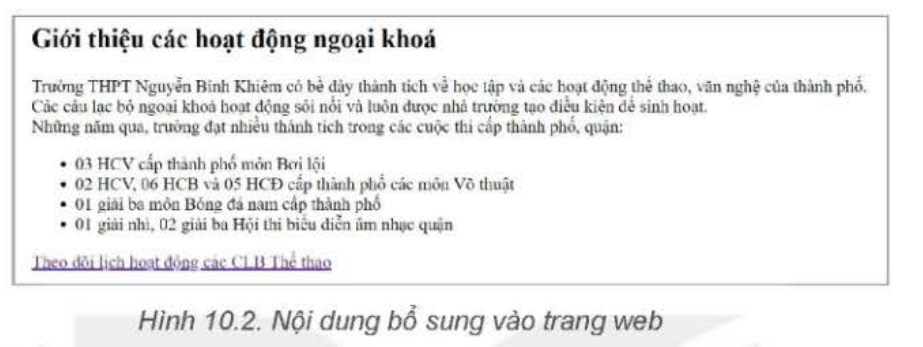 Giới thiệu các hoạt động ngoại khoá
Trường THPT Nguyễn Bỉnh Khiêm có bề dày thành tích về học tập và các hoạt động thể thao, văn nghệ của thành phố.
Các câu lạc bộ ngoại khoá hoạt động sôi nổi và luôn được nhà trường tạo điều kiện để sinh hoạt.
Những năm qua, trường đạt nhiều thành tích trong các cuộc thi cấp thành phố, quận:
• 03 HCV cấp thành phố môn Bơi lội
• 02 HCV, 06 HCB và 05 HCĐ cấp thành phố các môn Võ thuật
• 01 giải ba môn Bóng đá nam cấp thành phố
• 01 giải nhì, 02 giải ba Hội thi biểu diễn âm nhạc quận
Theo dõi lịch hoạt động các CLB Thể thao
Hình 10.2. Nội dung bổ sung vào trang web